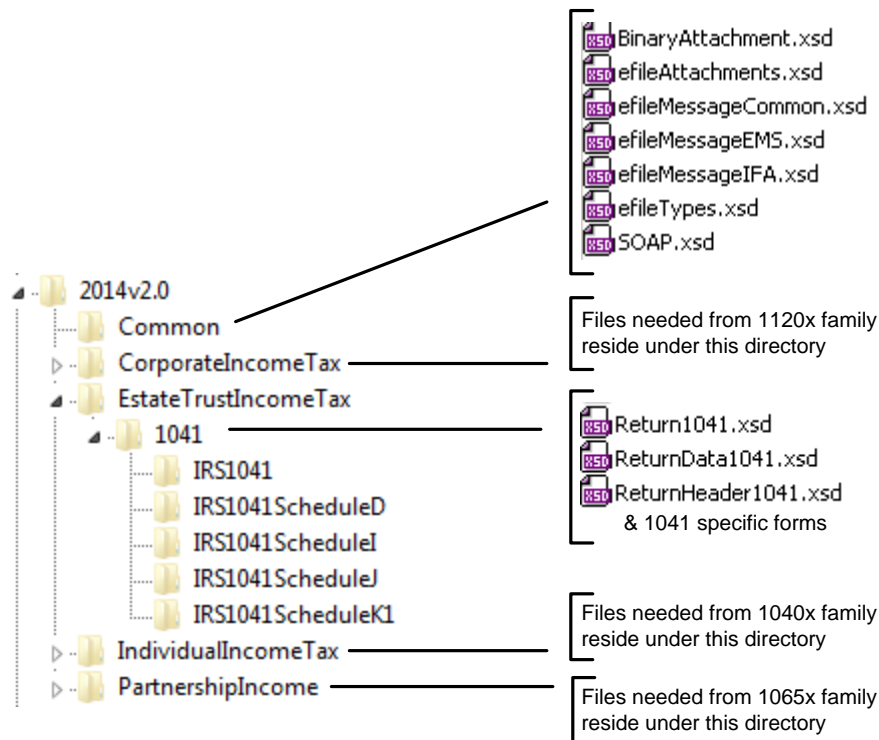 BinaryAttachment.xsd
efileAttachments.xsd
efileMessageCommon.xsd
efileMessageEMS.xsd
efileMessageIFA.xsd
efileTypes.xsd
SOAP.xsd
2014v2.0
Common
CorporateIncomeTax
Files needed from 1120x family
reside under this directory
EstateTrustIncomeTax
1041
IRS1041
IRS1041ScheduleD
IRS1041ScheduleI
IRS1041ScheduleJ
IRS1041ScheduleK1
Return1041.xsd
ReturnData1041.xsd
ReturnHeader1041.xsd
& 1041 specific forms
IndividualIncomeTax
Files needed from 1040x family
reside under this directory
PartnershipIncome
Files needed from 1065x family
reside under this directory